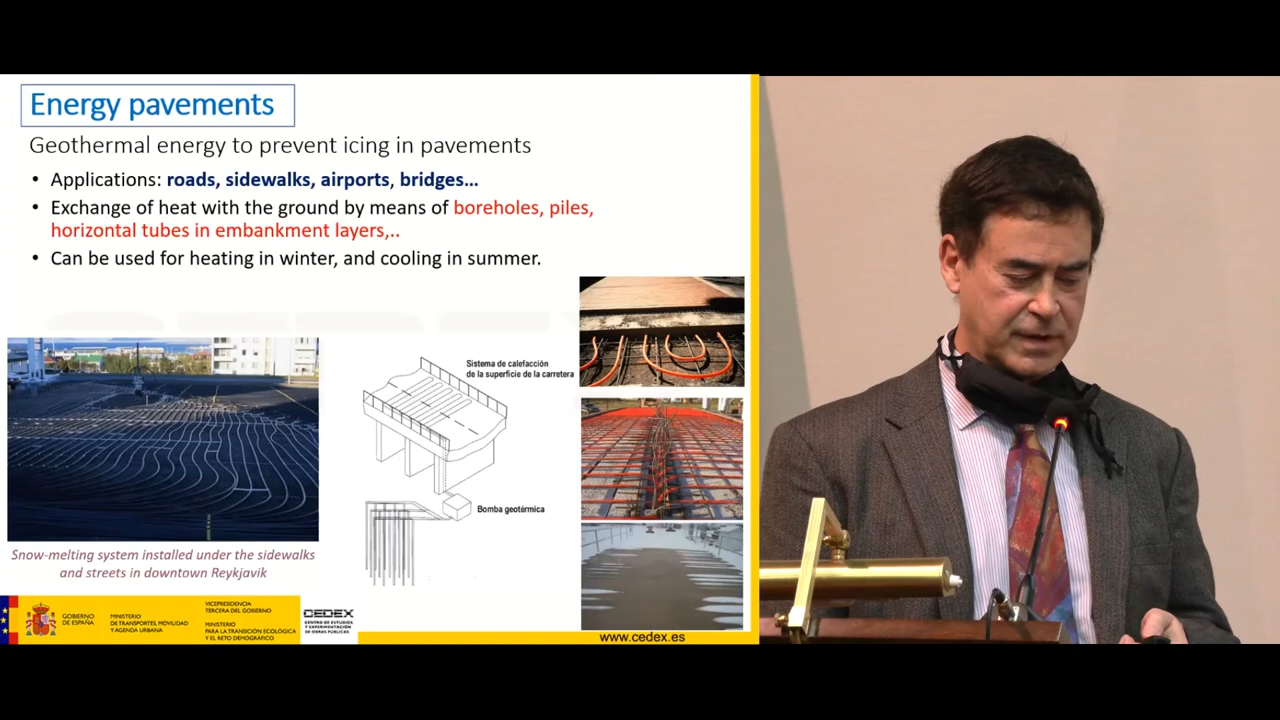 Energy pavements
Geothermal energy to prevent icing in pavements
• Applications: roads, sidewalks, airports, bridges...
• Exchange of heat with the ground by means of boreholes, piles,
horizontal tubes in embankment layers,..
• Can be used for heating in winter, and cooling in summer.
Sistema de calefacción
de la superficie de la carretera
Bomba geotérmica
Snow-melting system installed under the sidewalks
and streets in downtown Reykjavik
GOBIERNO
DE ESPAÑA
MINISTERIO
DE TRANSPORTES, MOVILIDAD
Y AGENDA URBANA
VICEPRESIDENCIA
TERCERA DEL GOBIERNO
MINISTERIO
PARA LA TRANSICIÓN ECOLÓGICA
Y EL RETO DEMOGRÁFICO
CEDEX
CENTRO DE ESTUDIOS
Y EXPERIMENTACIÓN
DE OBRAS PÚBLICAS
www.cedex.es